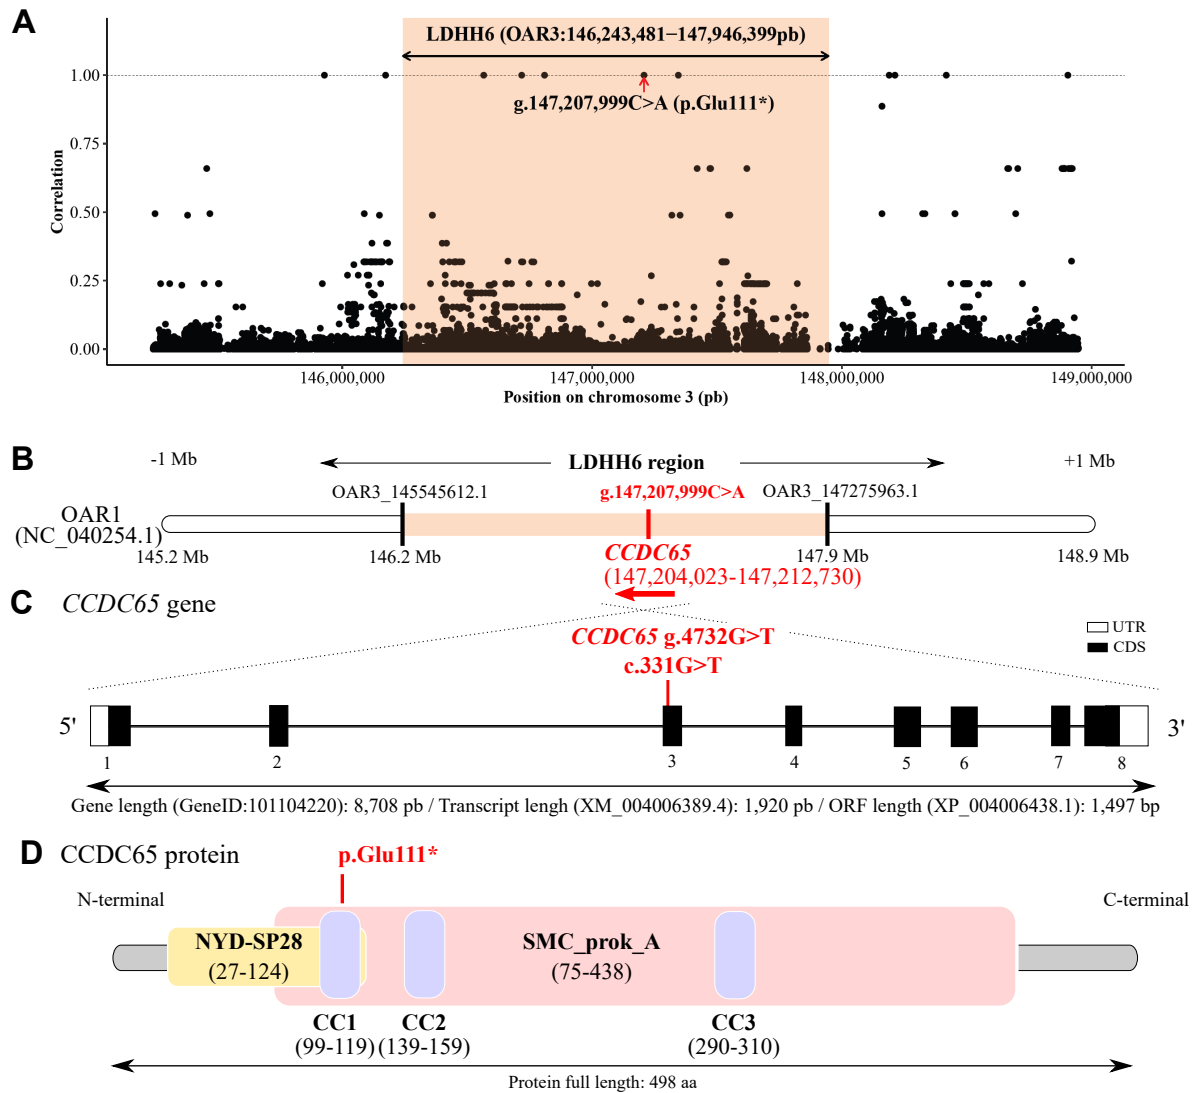 A
LDHH6 (OAR3:146,243,481−147,946,399pb)
1.00
g.147,207,999C>A (p.Glu111*)
0.75
0.50
0.25
0.00
Correlation
146,000,000
147,000,000
148,000,000
149,000,000
Position on chromosome 3 (pb)
B
-1 Mb
LDHH6 region
+1 Mb
OAR3_145545612.1
g.147,207,999C>A
OAR3_147275963.1
OAR1
(NC_040254.1)
145.2 Mb
146.2 Mb
147.9 Mb
148.9 Mb
CCDC65
(147,204,023-147,212,730)
C
CCDC65 gene
CCDC65 g.4732G>T
c.331G>T
UTR
CDS
5'
3'
1
2
3
4
5
6
7
8
Gene length (GeneID:101104220): 8,708 pb / Transcript lengh (XM_004006389.4): 1,920 pb / ORF length (XP_004006438.1): 1,497 bp
D
CCDC65 protein
p.Glu111*
N-terminal
C-terminal
NYD-SP28
(27-124)
SMC_prok_A
(75-438)
CC1
(99-119)
CC2
(139-159)
CC3
(290-310)
Protein full length: 498 aa